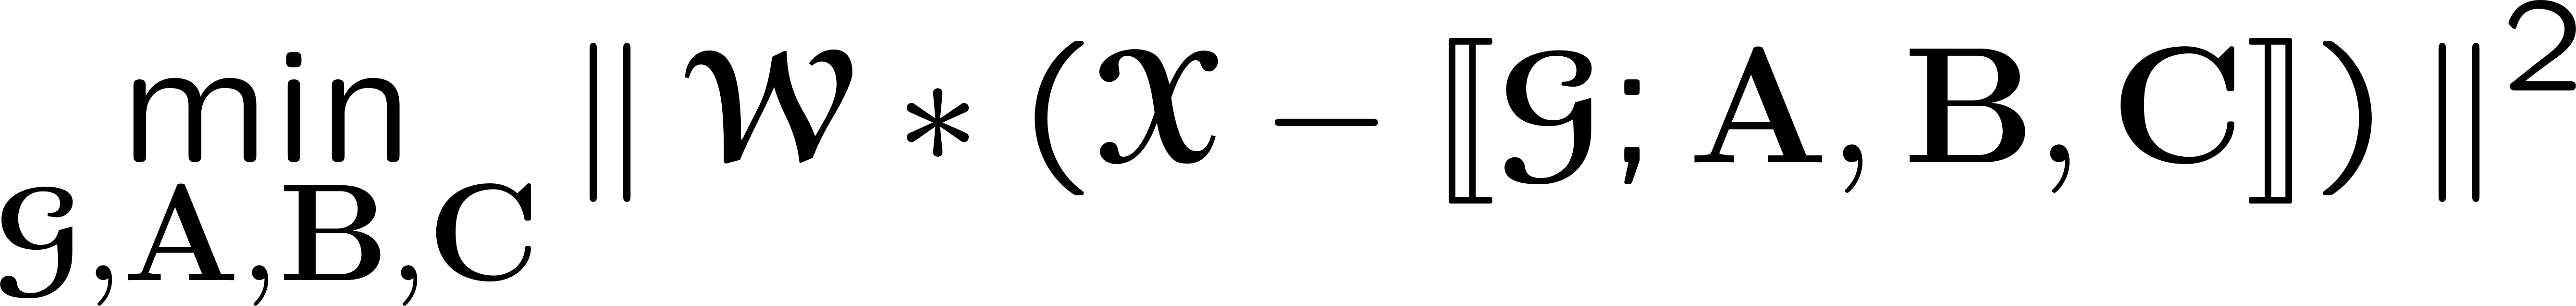 min ∥ 𝒲 * (𝒳 − ⟦𝒢; A, B, C⟧) ∥²
𝒢,A,B,C